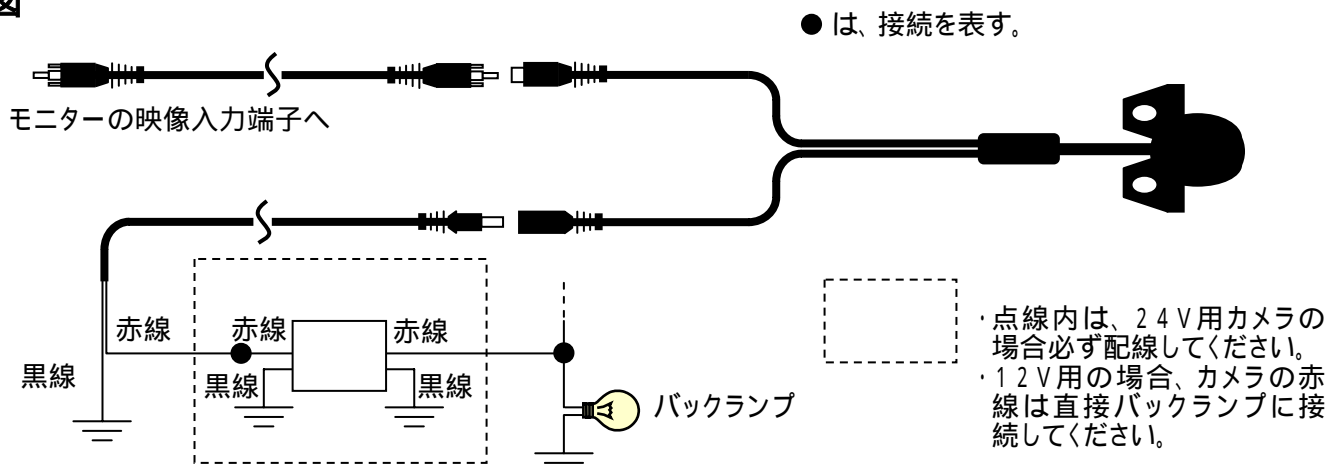 図
● は、接続を表す。
モニターの映像入力端子へ
赤線
赤線
赤線
黒線
黒線
黒線
バックランプ
・点線内は、24V用カメラの
場合必ず配線してください。
・12V用の場合、カメラの赤
線は直接バックランプに接
続してください。